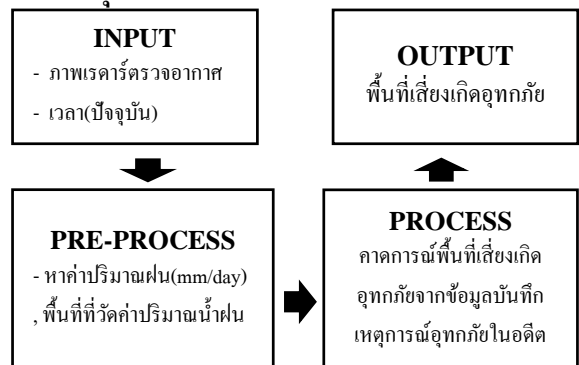 INPUT
- ภาพเรดาร์ตรวจอากาศ
- เวลา(ปัจจุบัน)
OUTPUT
พื้นที่เสี่ยงเกิดอุทกภัย
PRE-PROCESS
- หาค่าปริมาณฝน(mm/day)
, พื้นที่ที่วัดค่าปริมาณน้ำฝน
PROCESS
คาดการณ์พื้นที่เสี่ยงเกิด
อุทกภัยจากข้อมูลบันทึก
เหตุการณ์อุทกภัยในอดีต